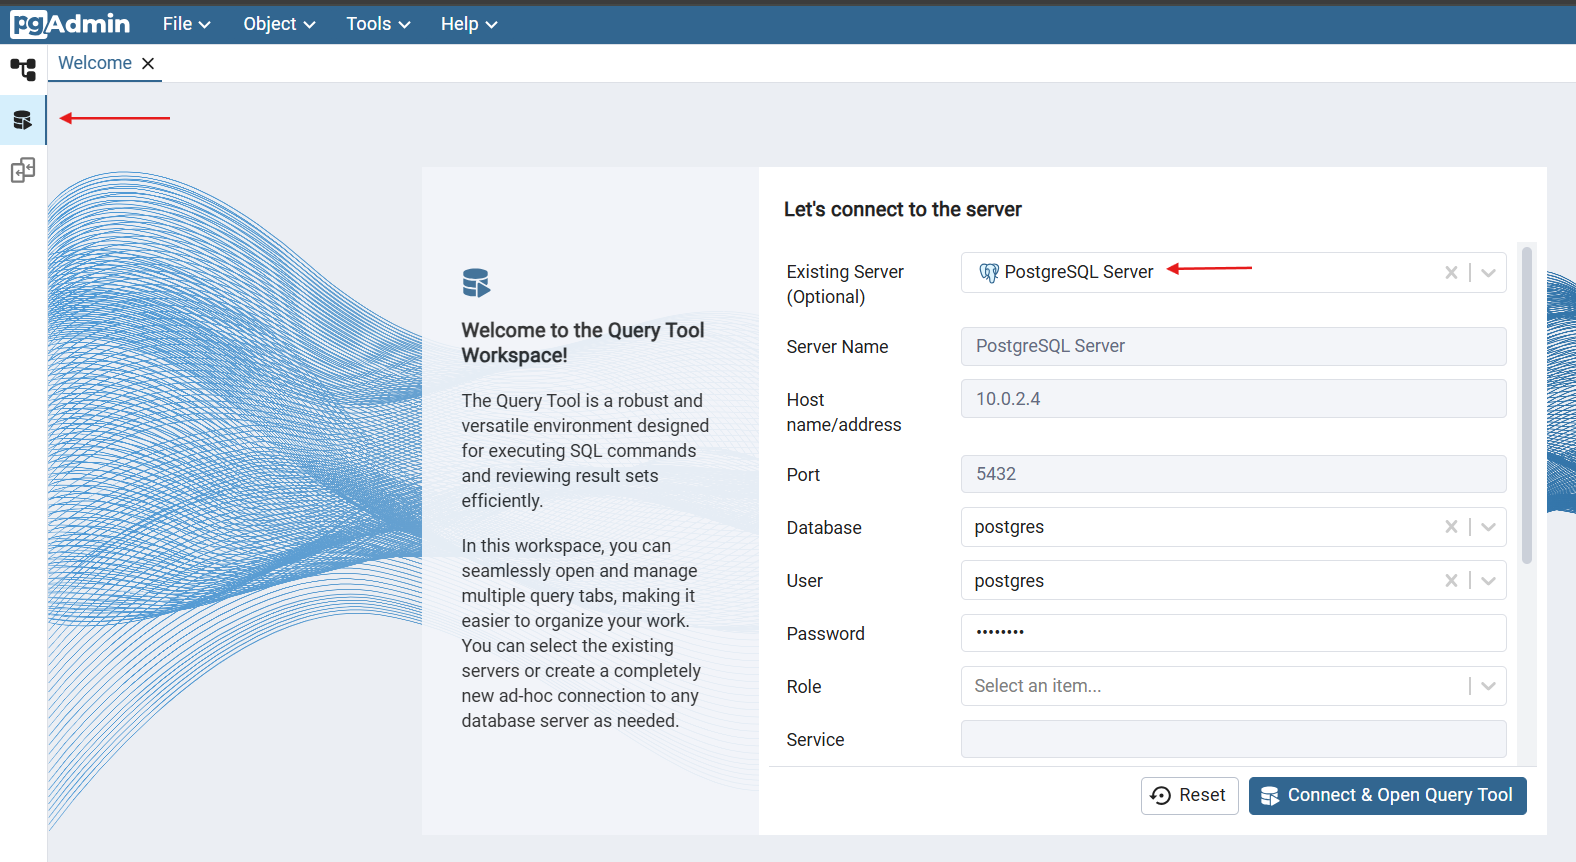 pgAdmin File Object Tools Help
Welcome
Let's connect to the server
Welcome to the Query Tool
Workspace!
The Query Tool is a robust and
versatile environment designed
for executing SQL commands
and reviewing result sets
efficiently.
In this workspace, you can
seamlessly open and manage
multiple query tabs, making it
easier to organize your work.
You can select the existing
servers or create a completely
new ad-hoc connection to any
database server as needed.
Existing Server
(Optional)
PostgreSQL Server
Server Name
PostgreSQL Server
Host
name/address
10.0.2.4
Port
5432
Database
postgres
User
postgres
Password
••••••••
Role
Select an item...
Service
Reset
Connect & Open Query Tool